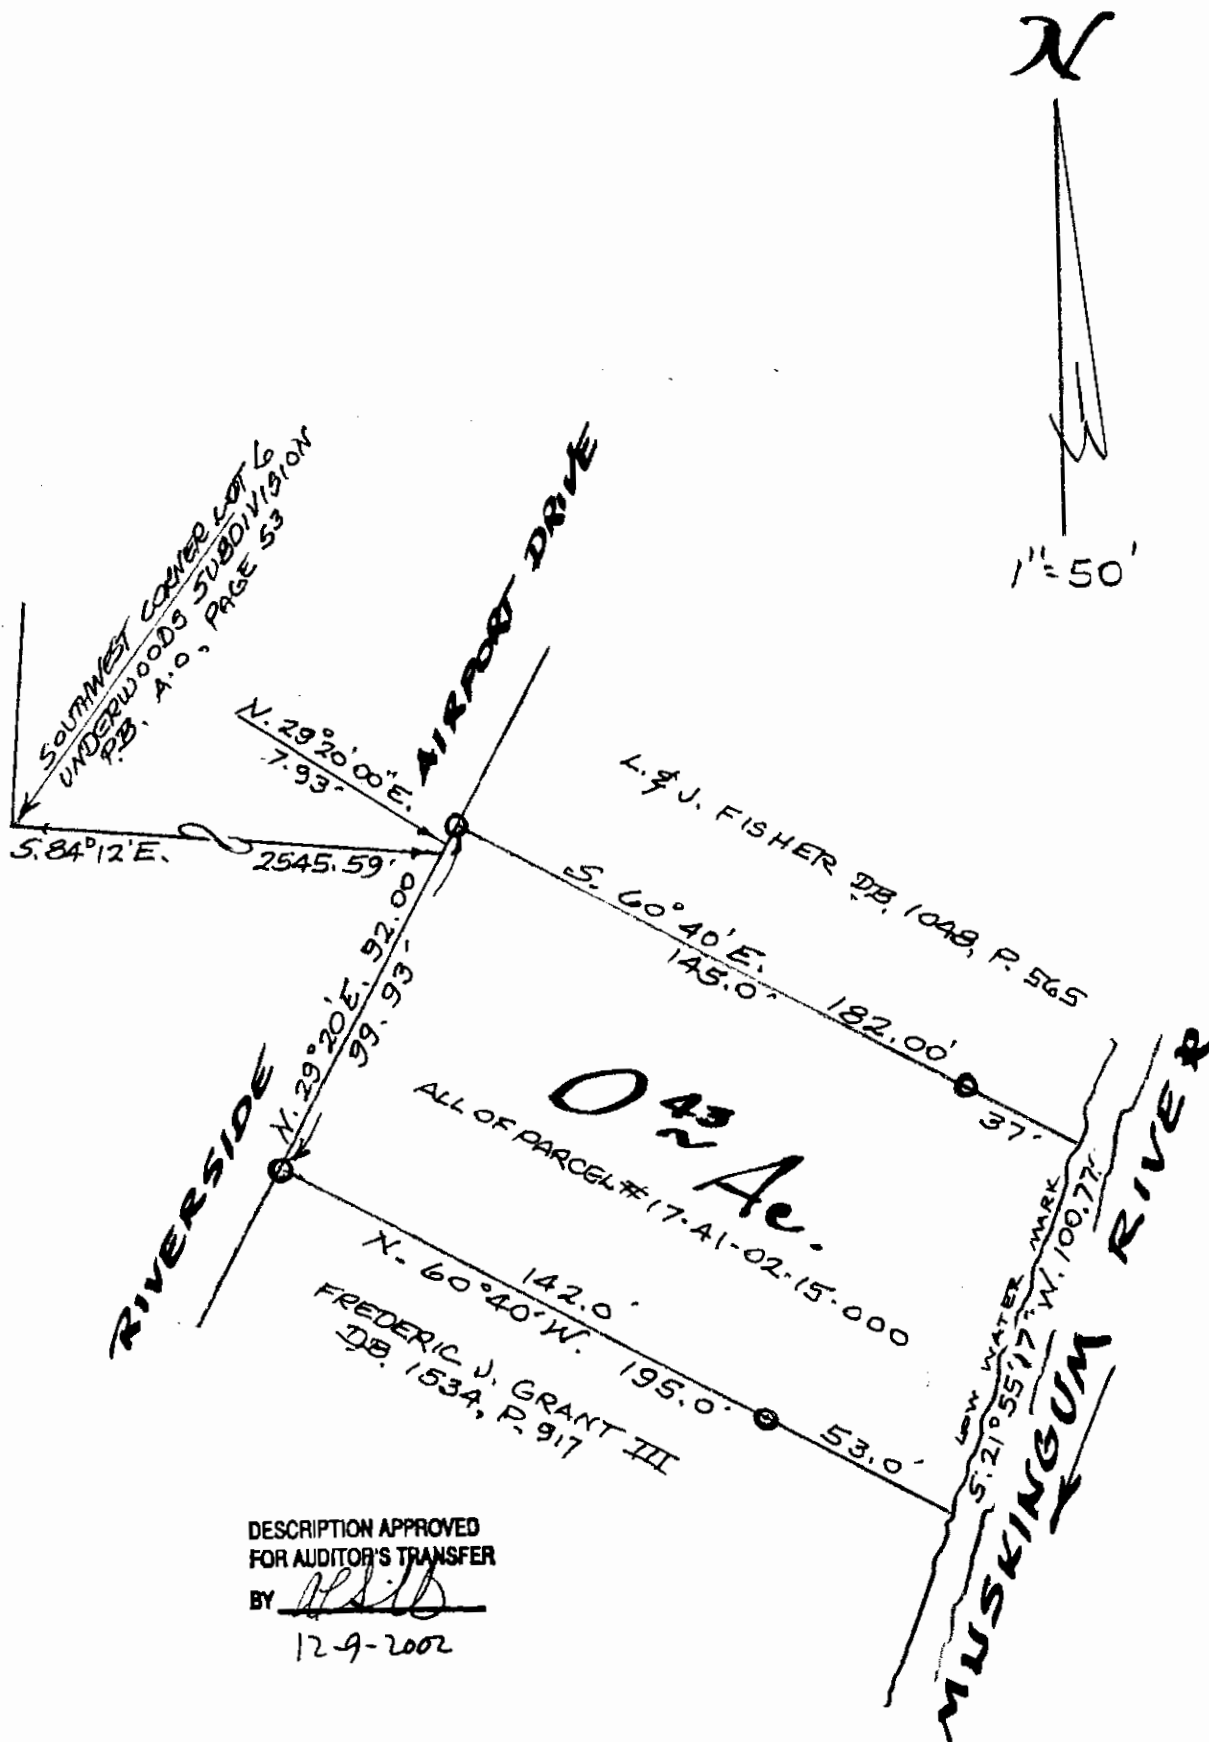 N
1"=50'
SOUTHWEST CORNER LOT 6
UNDERWOODS SUBDIVISION
P.B. A.O., PAGE 53
AIRPORT DRIVE
N. 29°20'00"E.
7.93'
S.84°12'E.
2545.59'
L. & J. FISHER DB. 1048, P. 565
S. 60°40'E.
145.0'
182.00'
37'
N. 29°20'E. 92.00
99.93'
RIVERSIDE
0 43 Ac.
ALL OF PARCEL # 17-41-02-15-000
N. 60°40'W.
142.0'
195.0'
53.0'
FREDERIC J. GRANT III
DB. 1534, P. 917
LOW WATER MARK
S.21°55'17"W. 100.77'
MUSKINGUM RIVER
DESCRIPTION APPROVED
FOR AUDITOR'S TRANSFER
BY
12-9-2002